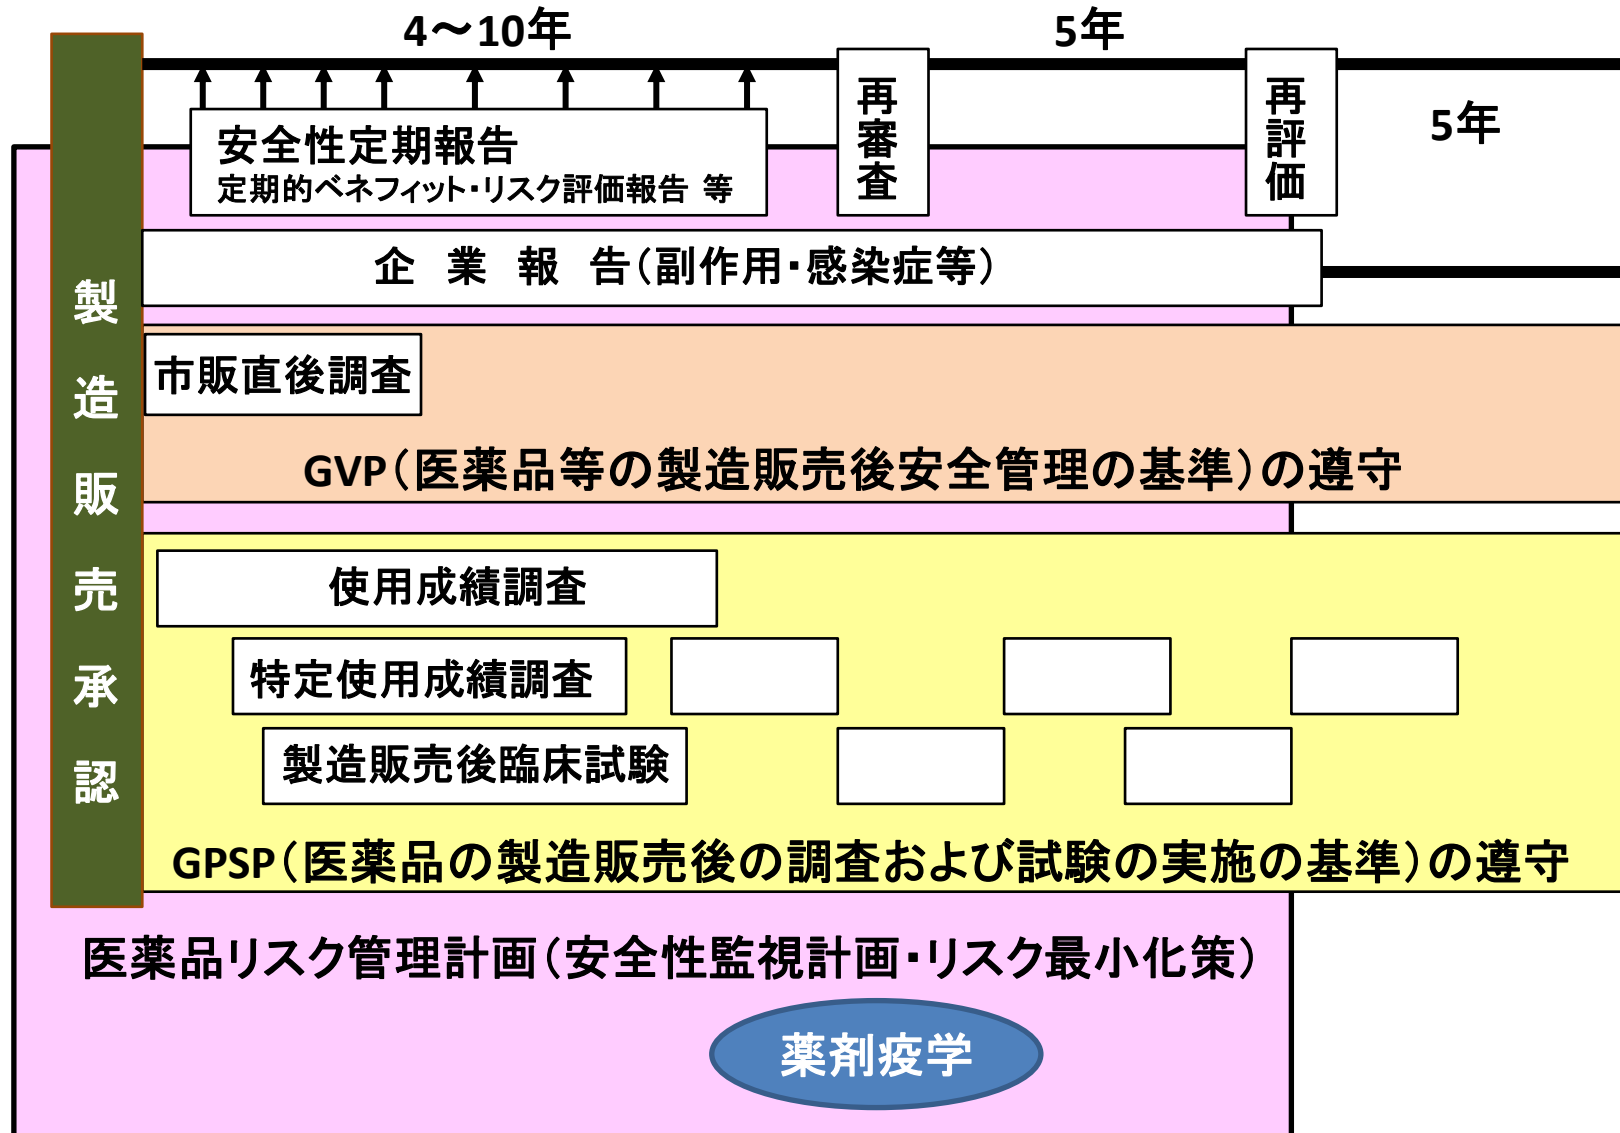 4～10年
5年
5年
再審査
再評価
安全性定期報告
定期的ベネフィット・リスク評価報告 等
企 業 報 告（副作用・感染症等）
製造販売承認
市販直後調査
GVP（医薬品等の製造販売後安全管理の基準）の遵守
使用成績調査
特定使用成績調査
製造販売後臨床試験
GPSP（医薬品の製造販売後の調査および試験の実施の基準）の遵守
医薬品リスク管理計画（安全性監視計画・リスク最小化策）
薬剤疫学